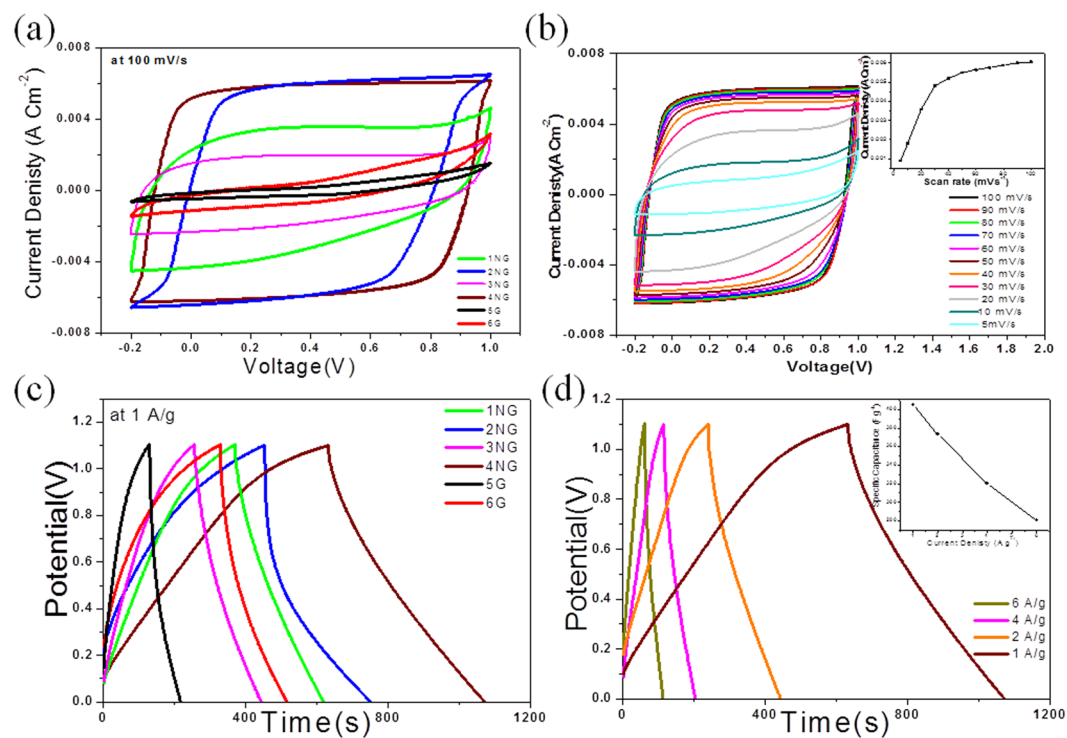 (a)
at 100 mV/s
Current Density (A Cm-2)
0.008
0.004
0.000
-0.004
-0.008
-0.2 0.0 0.2 0.4 0.6 0.8 1.0
Voltage(V)
1NG
2NG
3NG
4NG
5G
6G
(b)
Current Density(A Cm-2)
0.008
0.004
0.000
-0.004
-0.008
-0.2 0.0 0.2 0.4 0.6 0.8 1.0 1.2 1.4 1.6 1.8 2.0
Voltage(V)
Scan rate (mVs-1)
100 mV/s
90 mV/s
80 mV/s
70 mV/s
60 mV/s
50 mV/s
40 mV/s
30 mV/s
20 mV/s
10 mV/s
5mV/s
(c)
at 1 A/g
Potential(V)
1.2
1.0
0.8
0.6
0.4
0.2
0.0
0 400 800 1200
Time(s)
1NG
2NG
3NG
4NG
5G
6G
(d)
Potential(V)
1.2
1.0
0.8
0.6
0.4
0.2
0.0
0 400 800 1200
Time(s)
Specific Capacitance (F g-1)
Current Denisty (A g-1)
6 A/g
4 A/g
2 A/g
1 A/g